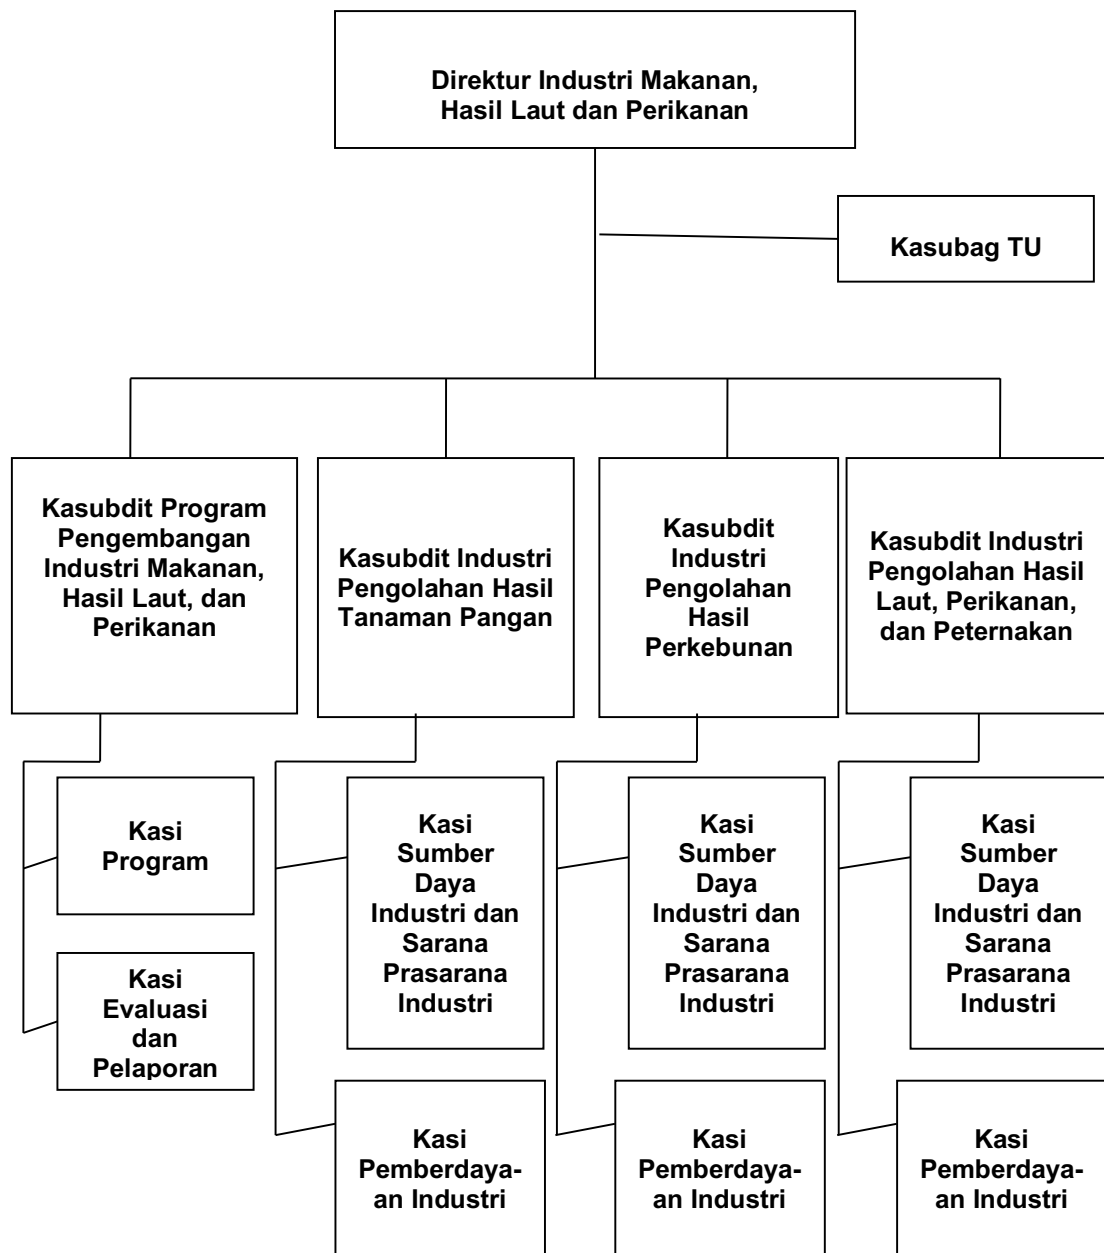 Direktur Industri Makanan,
Hasil Laut dan Perikanan
Kasubag TU
Kasubdit Program
Pengembangan
Industri Makanan,
Hasil Laut, dan
Perikanan
Kasubdit Industri
Pengolahan Hasil
Tanaman Pangan
Kasubdit
Industri
Pengolahan
Hasil
Perkebunan
Kasubdit Industri
Pengolahan Hasil
Laut, Perikanan,
dan Peternakan
Kasi
Program
Kasi
Evaluasi
dan
Pelaporan
Kasi
Sumber
Daya
Industri dan
Sarana
Prasarana
Industri
Kasi
Pemberdaya-
an Industri
Kasi
Sumber
Daya
Industri dan
Sarana
Prasarana
Industri
Kasi
Pemberdaya-
an Industri
Kasi
Sumber
Daya
Industri dan
Sarana
Prasarana
Industri
Kasi
Pemberdaya-
an Industri